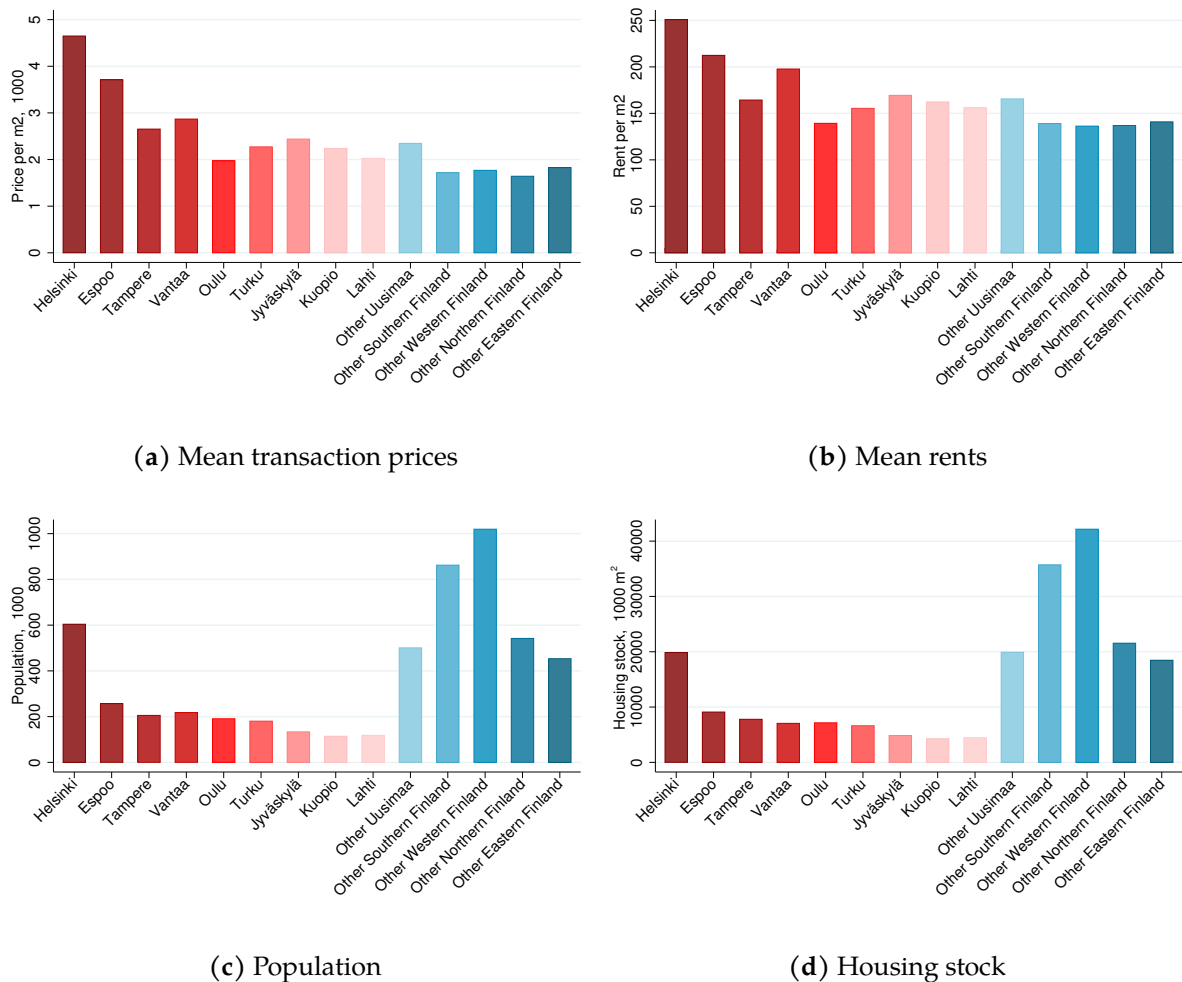 Price per m2, 1000
0
1
2
3
4
5
Helsinki
Espoo
Tampere
Vantaa
Oulu
Turku
Jyväskylä
Kuopio
Lahti
Other Uusimaa
Other Southern Finland
Other Western Finland
Other Northern Finland
Other Eastern Finland
(a) Mean transaction prices
Rent per m2
0
50
100
150
200
250
Helsinki
Espoo
Tampere
Vantaa
Oulu
Turku
Jyväskylä
Kuopio
Lahti
Other Uusimaa
Other Southern Finland
Other Western Finland
Other Northern Finland
Other Eastern Finland
(b) Mean rents
Population, 1000
0
200
400
600
800
1000
Helsinki
Espoo
Tampere
Vantaa
Oulu
Turku
Jyväskylä
Kuopio
Lahti
Other Uusimaa
Other Southern Finland
Other Western Finland
Other Northern Finland
Other Eastern Finland
(c) Population
Housing stock, 1000 m²
0
10000
20000
30000
40000
Helsinki
Espoo
Tampere
Vantaa
Oulu
Turku
Jyväskylä
Kuopio
Lahti
Other Uusimaa
Other Southern Finland
Other Western Finland
Other Northern Finland
Other Eastern Finland
(d) Housing stock